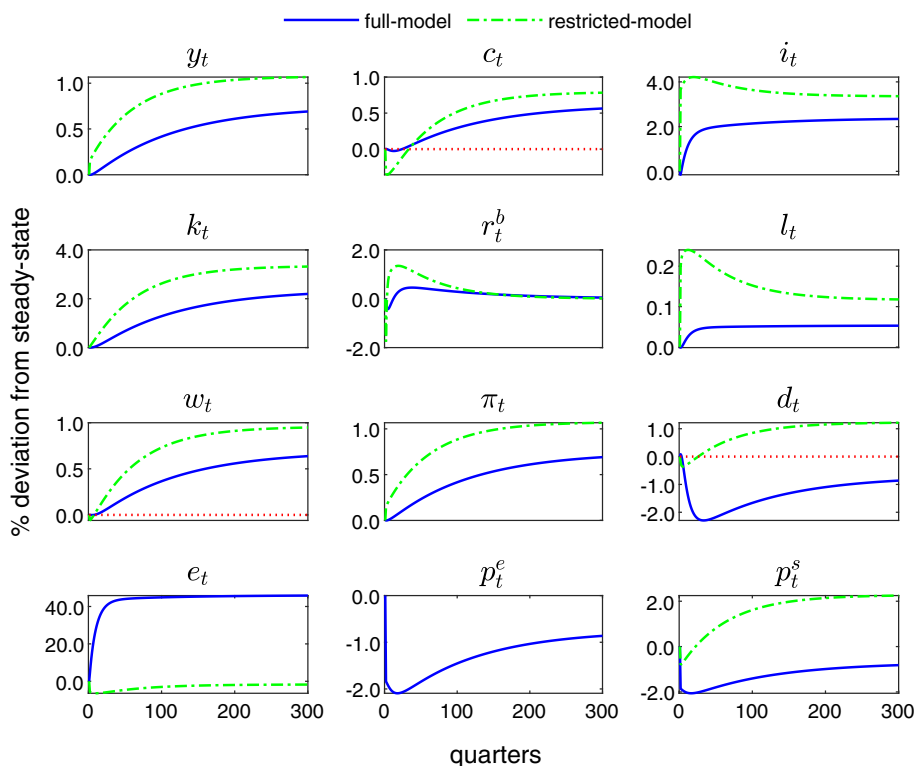 full-model restricted-model
y_t c_t i_t
1.0 0.5 0.0
1.0 0.5 0.0
4.0 2.0 0.0
k_t r_t^b l_t
4.0 2.0 0.0
2.0 0.0 -2.0
0.2 0.1 0.0
% deviation from steady-state
w_t π_t d_t
1.0 0.5 0.0
1.0 0.5 0.0
1.0 0.0 -1.0 -2.0
e_t p_t^e p_t^s
40.0 20.0 0.0
0.0 -1.0 -2.0
2.0 0.0 -2.0
0 100 200 300
0 100 200 300
0 100 200 300
quarters